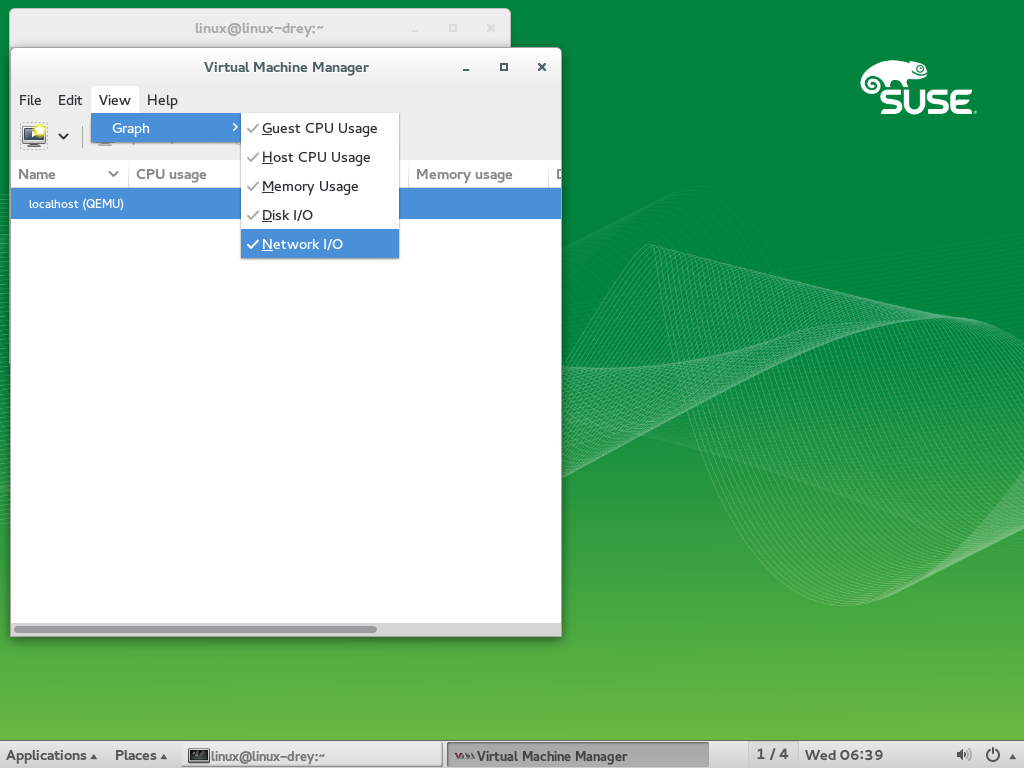 linux@linux-drey:~
Virtual Machine Manager
File Edit View Help
Graph
Guest CPU Usage
Host CPU Usage
Memory Usage
Disk I/O
Network I/O
Name CPU usage Memory usage
localhost (QEMU)
SUSE
Applications Places linux@linux-drey:~ Virtual Machine Manager 1 / 4 Wed 06:39